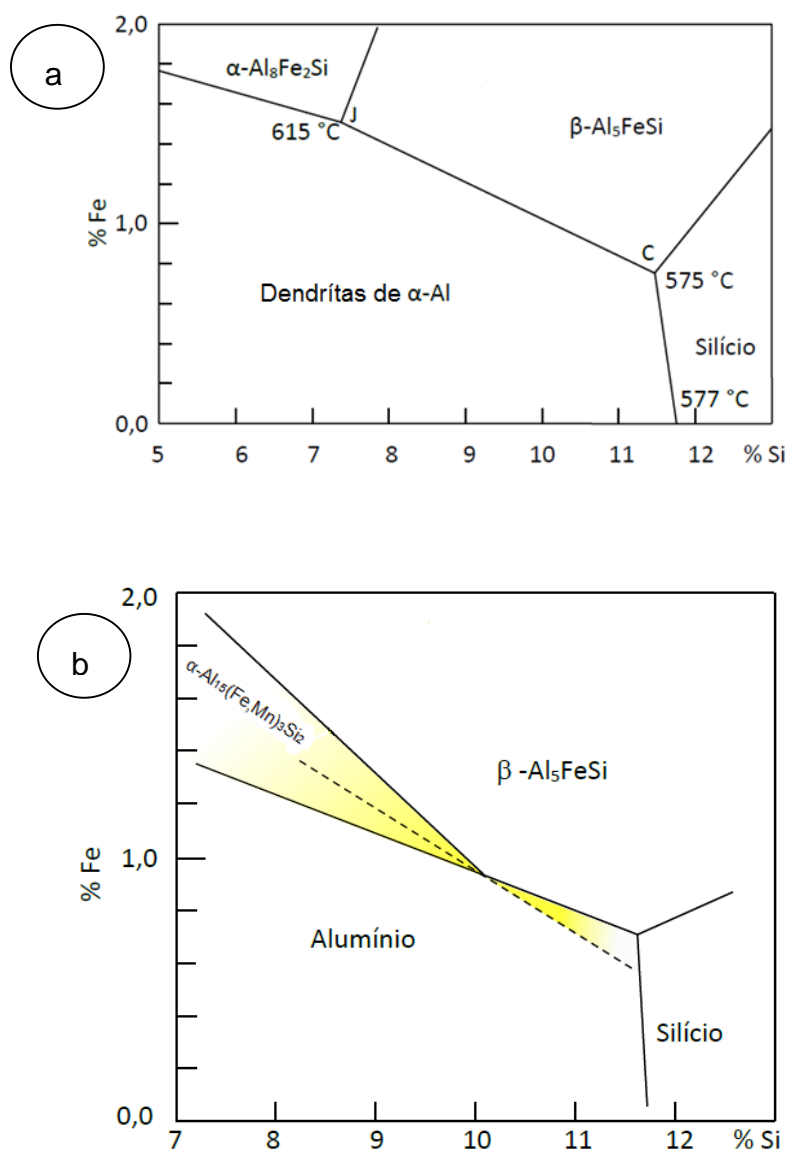 a
2,0
α-Al₈Fe₂Si
J
615 °C
β-Al₅FeSi
% Fe
1,0
C
575 °C
Dendrítas de α-Al
Silício
577 °C
0,0
5 6 7 8 9 10 11 12 % Si
b
2,0
α-Al₁₅(Fe,Mn)₃Si₂
β -Al₅FeSi
1,0
% Fe
Alumínio
Silício
0,0
7 8 9 10 11 12 % Si